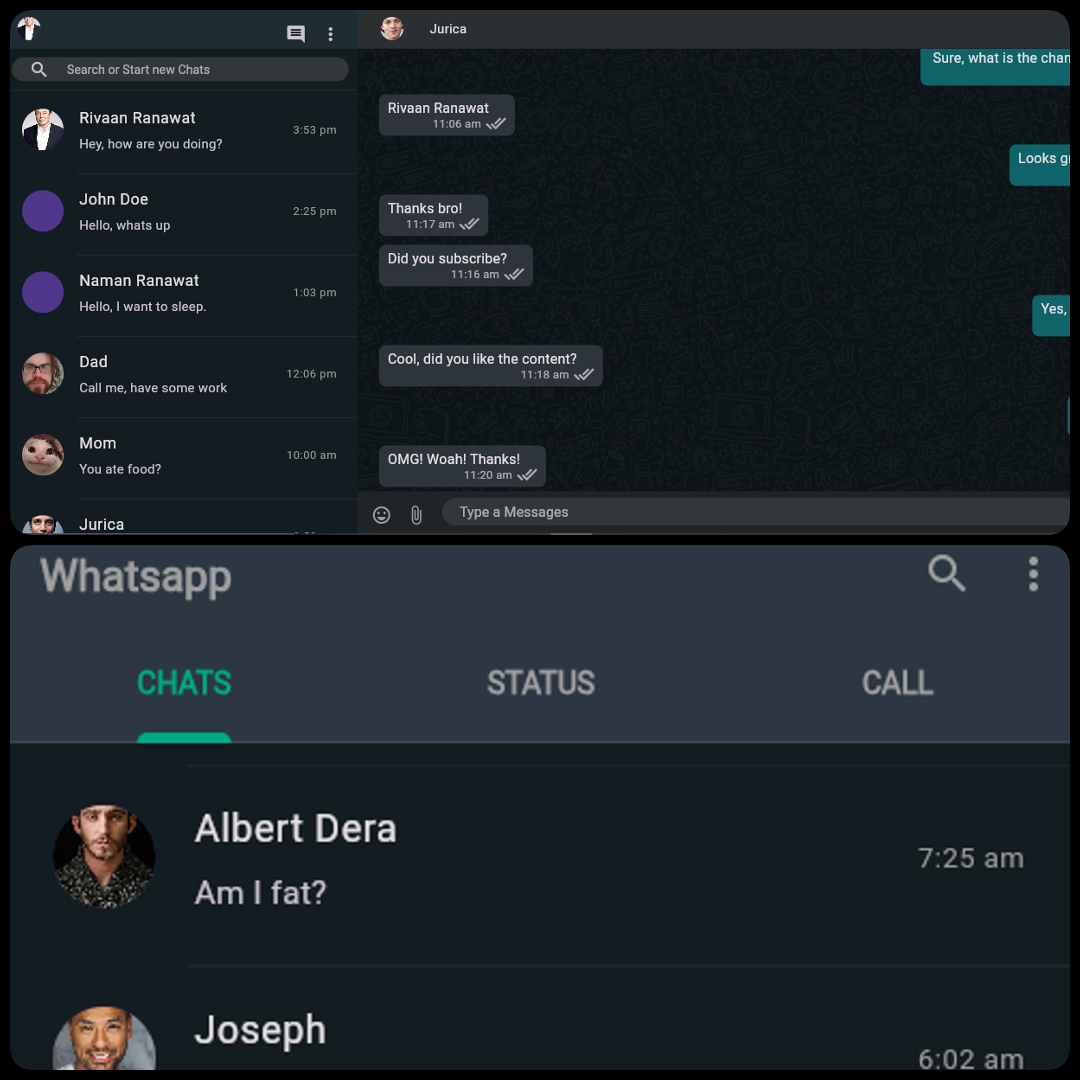 Jurica
Search or Start new Chats
Rivaan Ranawat
3:53 pm
Hey, how are you doing?
John Doe
2:25 pm
Hello, whats up
Naman Ranawat
1:03 pm
Hello, I want to sleep.
Dad
12:06 pm
Call me, have some work
Mom
10:00 am
You ate food?
Jurica
Sure, what is the
Rivaan Ranawat
11:06 am
Looks
Thanks bro!
11:17 am
Did you subscribe?
11:16 am
Yes,
Cool, did you like the content?
11:18 am
OMG! Woah! Thanks!
11:20 am
Type a Messages
Whatsapp
CHATS STATUS CALL
Albert Dera
7:25 am
Am I fat?
Joseph
6:02 am